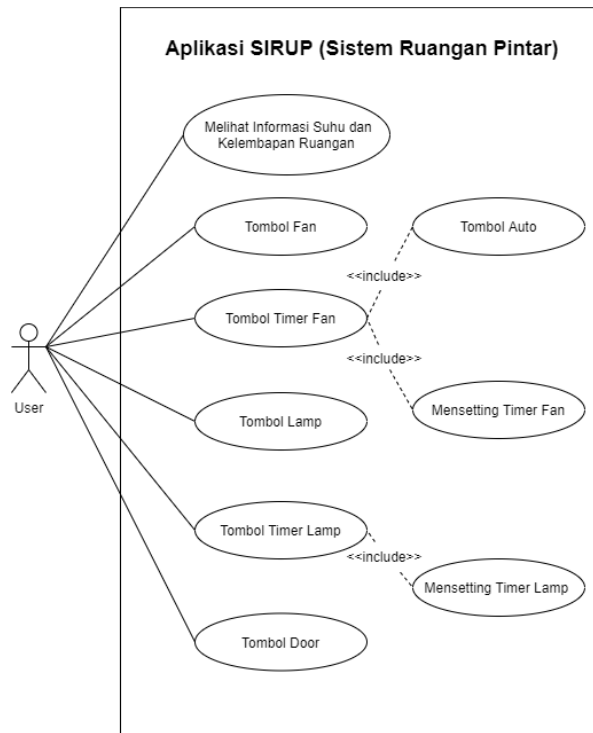 Aplikasi SIRUP (Sistem Ruangan Pintar)
Melihat Informasi Suhu dan
Kelembapan Ruangan
Tombol Fan
Tombol Auto
<<include>>
Tombol Timer Fan
<<include>>
User
Mensetting Timer Fan
Tombol Lamp
Tombol Timer Lamp
<<include>>
Mensetting Timer Lamp
Tombol Door